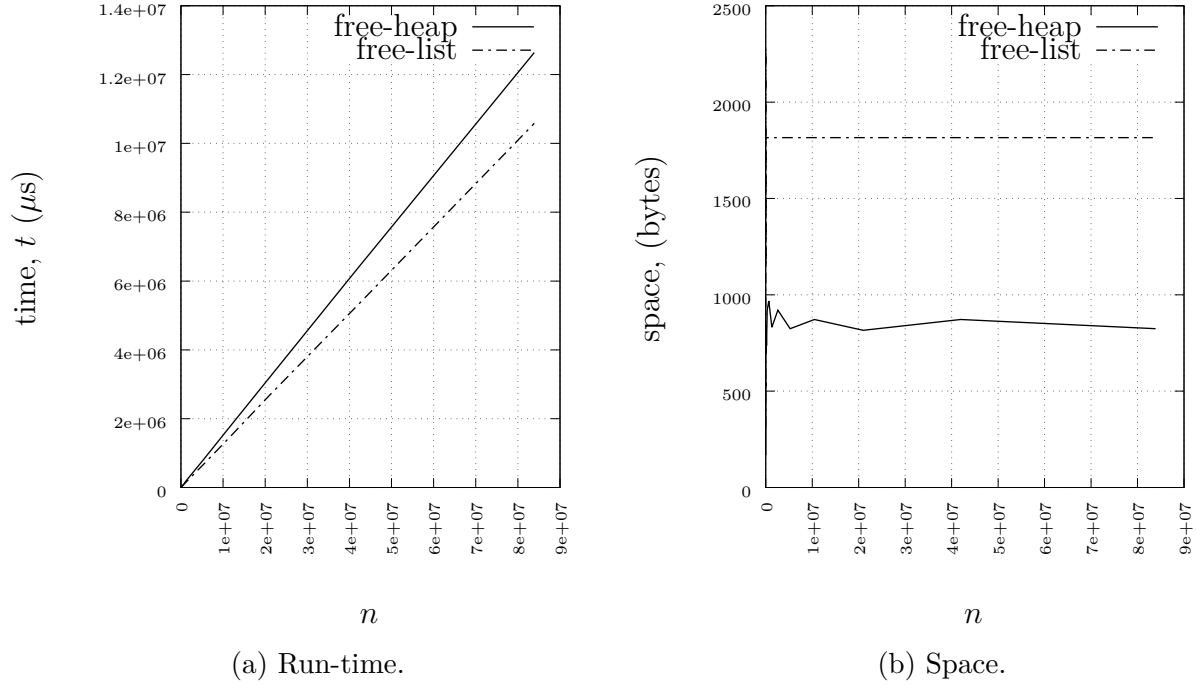 time, t (μs)
1.4e+07
1.2e+07
1e+07
8e+06
6e+06
4e+06
2e+06
0
free-heap
free-list
0
1e+07
2e+07
3e+07
4e+07
5e+07
6e+07
7e+07
8e+07
9e+07
n
(a) Run-time.
space, (bytes)
2500
2000
1500
1000
500
0
free-heap
free-list
0
1e+07
2e+07
3e+07
4e+07
5e+07
6e+07
7e+07
8e+07
9e+07
n
(b) Space.